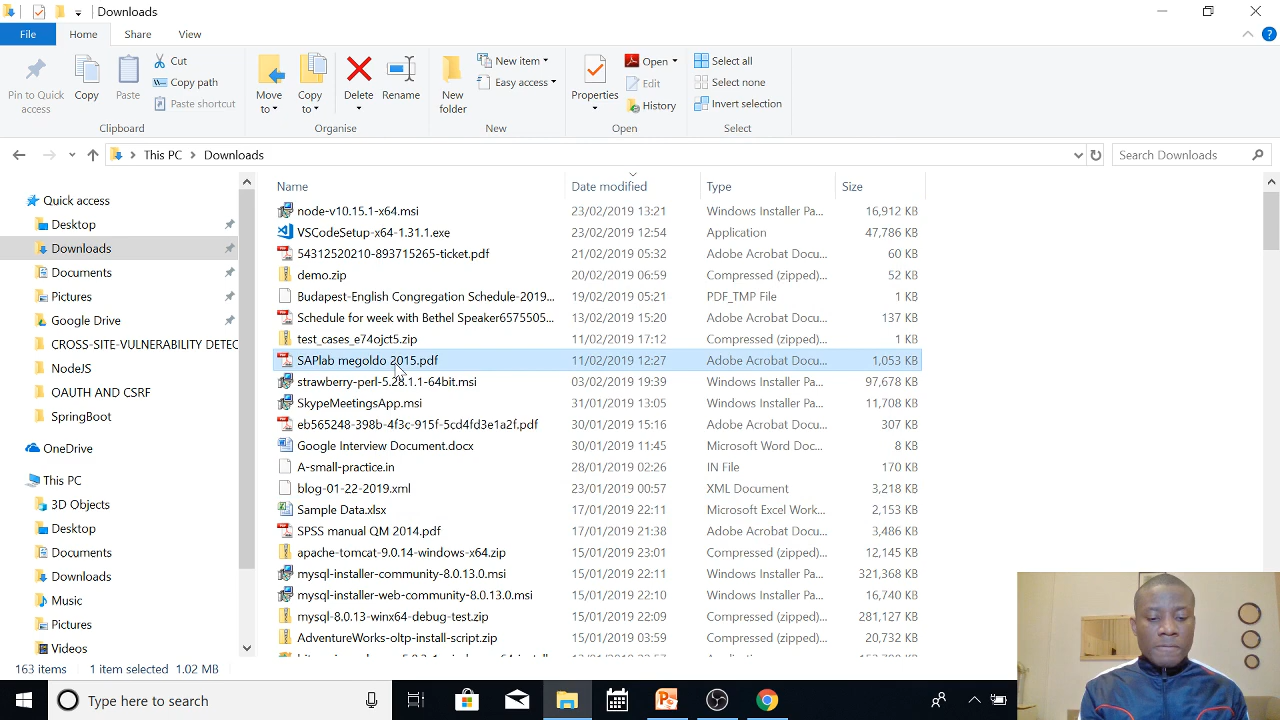 Downloads
File Home Share View
Pin to Quick access
Copy
Paste
Cut
Copy path
Paste shortcut
Clipboard
Move to
Copy to
Delete
Rename
Organise
New folder
New item
Easy access
New
Properties
Open
Edit
History
Open
Select all
Select none
Invert selection
Select
This PC > Downloads
Search Downloads
Quick access
Desktop
Downloads
Documents
Pictures
Google Drive
CROSS-SITE-VULNERABILITY DETEC
NodeJS
OAUTH AND CSRF
SpringBoot
OneDrive
This PC
3D Objects
Desktop
Documents
Downloads
Music
Pictures
Videos
Name Date modified Type Size
node-v10.15.1-x64.msi 23/02/2019 13:21 Windows Installer Pa... 16,912 KB
VSCodeSetup-x64-1.31.1.exe 23/02/2019 12:54 Application 47,786 KB
54312520210-893715265-ticket.pdf 21/02/2019 05:32 Adobe Acrobat Docu... 60 KB
demo.zip 20/02/2019 06:59 Compressed (zipped)... 52 KB
Budapest-English Congregation Schedule-2019... 19/02/2019 05:21 PDF_TMP File 1 KB
Schedule for week with Bethel Speaker6575505... 13/02/2019 15:20 Adobe Acrobat Docu... 137 KB
test_cases_e74ojct5.zip 11/02/2019 17:12 Compressed (zipped)... 1 KB
SAPlab megoldo 2015.pdf 11/02/2019 12:27 Adobe Acrobat Docu... 1,053 KB
strawberry-perl-5.28.1.1-64bit.msi 03/02/2019 19:39 Windows Installer Pa... 97,678 KB
SkypeMeetingsApp.msi 31/01/2019 13:05 Windows Installer Pa... 11,708 KB
eb565248-398b-4f3c-915f-5cd4fd3e1a2f.pdf 30/01/2019 15:16 Adobe Acrobat Docu... 307 KB
Google Interview Document.docx 30/01/2019 11:45 Microsoft Word Doc... 8 KB
A-small-practice.in 28/01/2019 02:26 IN File 170 KB
blog-01-22-2019.xml 23/01/2019 00:57 XML Document 3,218 KB
Sample Data.xlsx 17/01/2019 22:11 Microsoft Excel Work... 2,153 KB
SPSS manual QM 2014.pdf 17/01/2019 21:38 Adobe Acrobat Docu... 3,486 KB
apache-tomcat-9.0.14-windows-x64.zip 15/01/2019 23:01 Compressed (zipped)... 12,145 KB
mysql-installer-community-8.0.13.0.msi 15/01/2019 22:11 Windows Installer Pa... 321,368 KB
mysql-installer-web-community-8.0.13.0.msi 15/01/2019 22:10 Windows Installer Pa... 16,740 KB
mysql-8.0.13-winx64-debug-test.zip 15/01/2019 22:09 Compressed (zipped)... 281,127 KB
AdventureWorks-oltp-install-script.zip 15/01/2019 03:59 Compressed (zipped)... 20,732 KB
163 items 1 item selected 1.02 MB
Type here to search